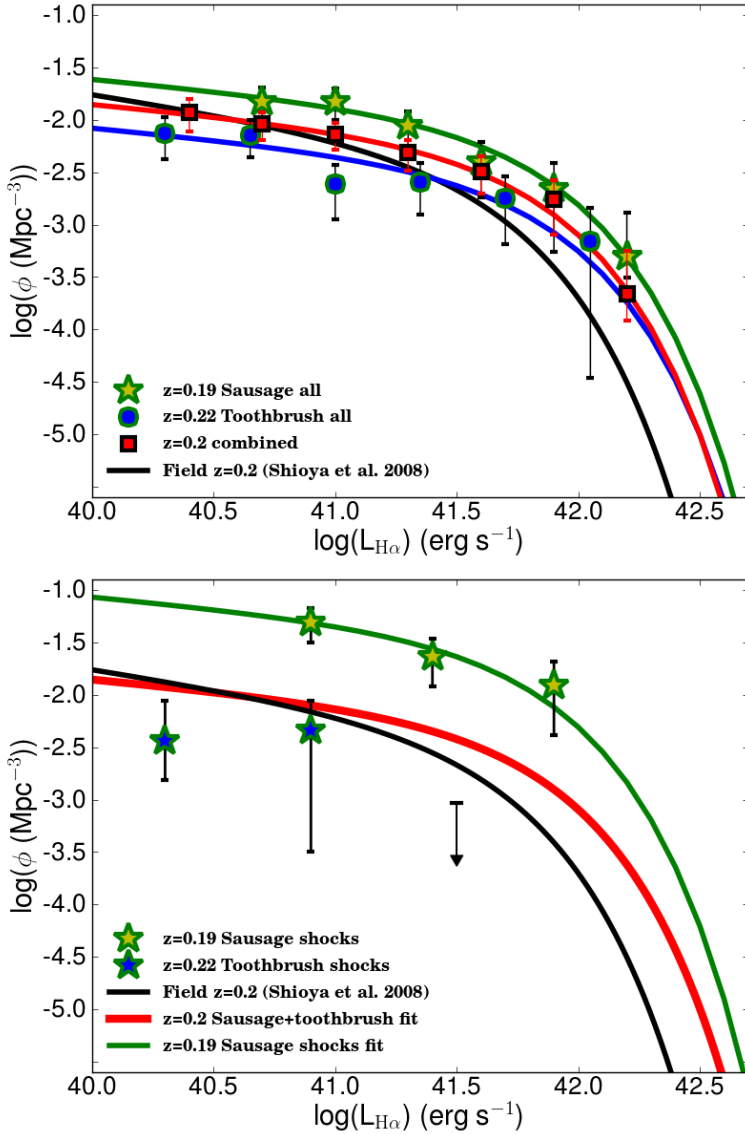 -1.0
-1.5
-2.0
-2.5
-3.0
-3.5
-4.0
-4.5
-5.0
log(ϕ (Mpc⁻³))
z=0.19 Sausage all
z=0.22 Toothbrush all
z=0.2 combined
Field z=0.2 (Shioya et al. 2008)
40.0 40.5 41.0 41.5 42.0 42.5
log(L_Hα) (erg s⁻¹)
-1.0
-1.5
-2.0
-2.5
-3.0
-3.5
-4.0
-4.5
-5.0
log(ϕ (Mpc⁻³))
z=0.19 Sausage shocks
z=0.22 Toothbrush shocks
Field z=0.2 (Shioya et al. 2008)
z=0.2 Sausage+toothbrush fit
z=0.19 Sausage shocks fit
40.0 40.5 41.0 41.5 42.0 42.5
log(L_Hα) (erg s⁻¹)